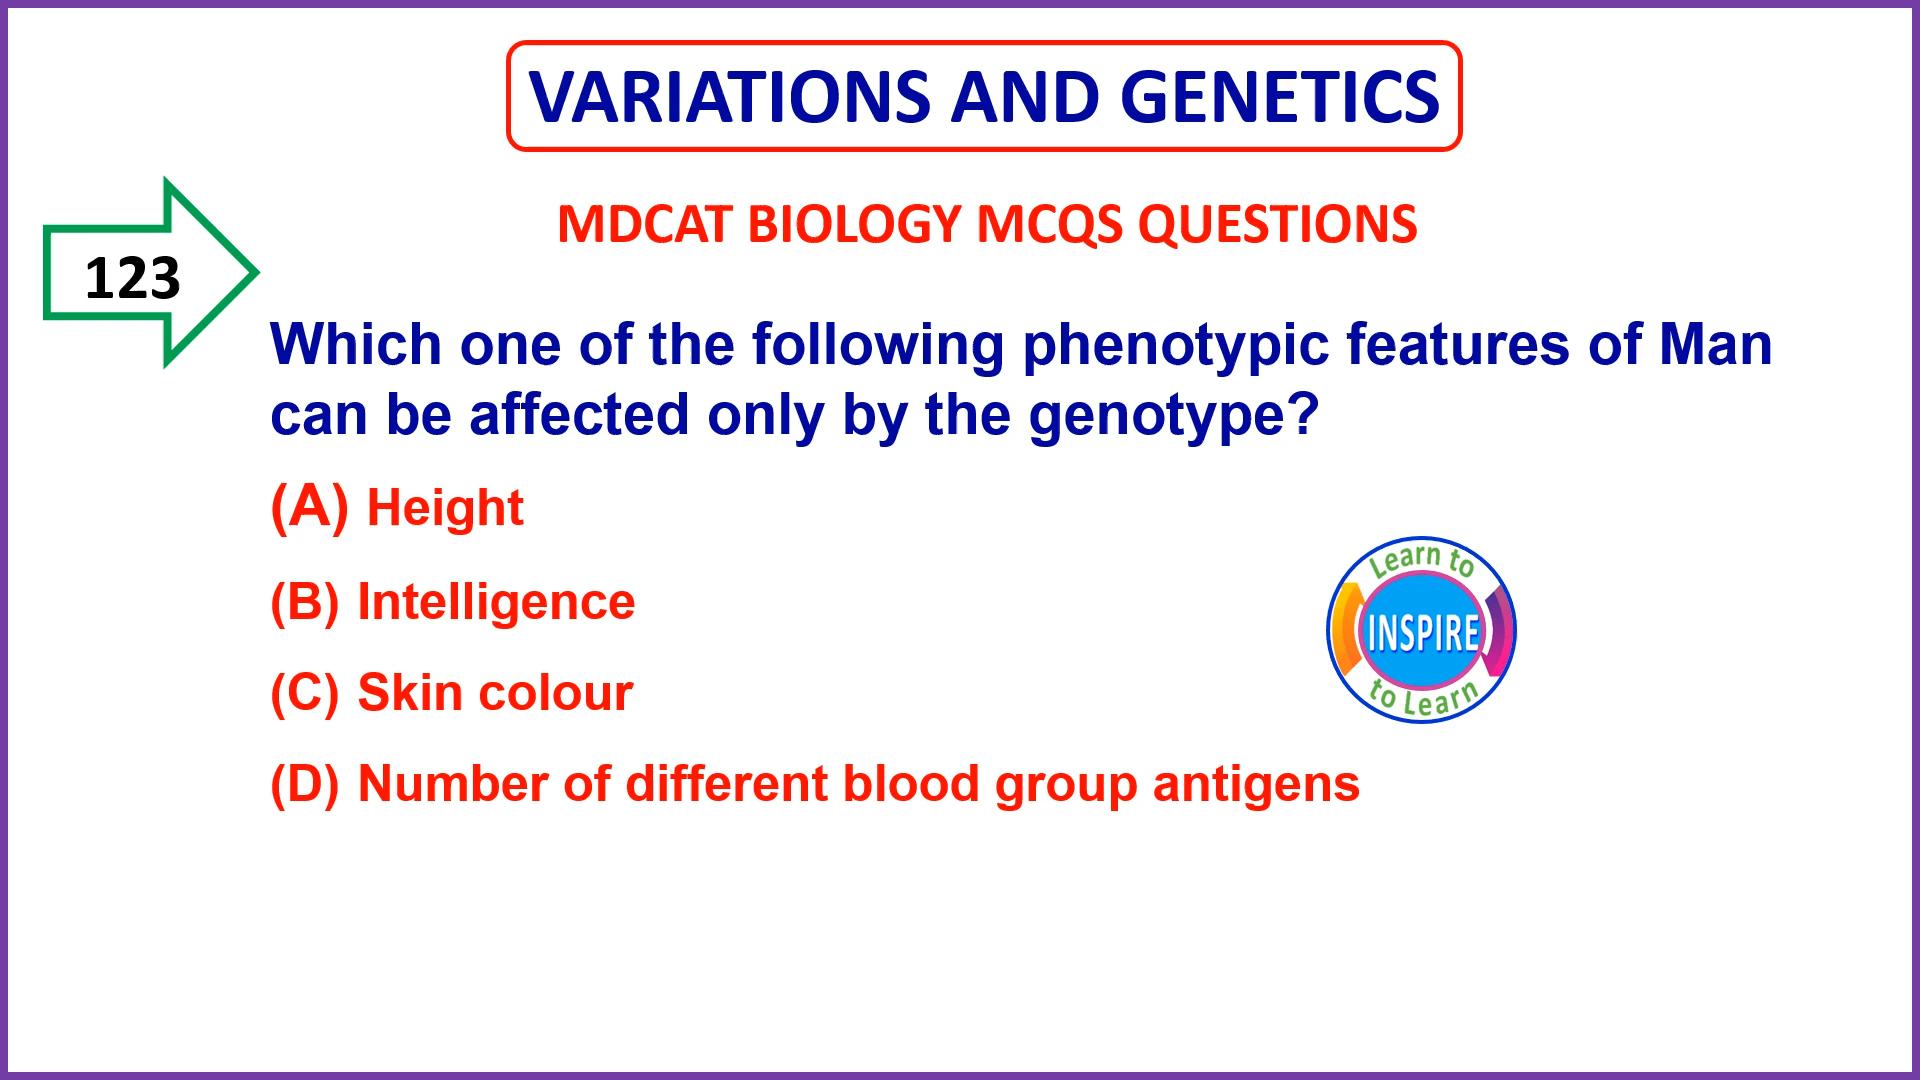 VARIATIONS AND GENETICS
MDCAT BIOLOGY MCQS QUESTIONS
123
Which one of the following phenotypic features of Man
can be affected only by the genotype?
(A) Height
(B) Intelligence
(C) Skin colour
(D) Number of different blood group antigens
Learn to
INSPIRE
to Learn